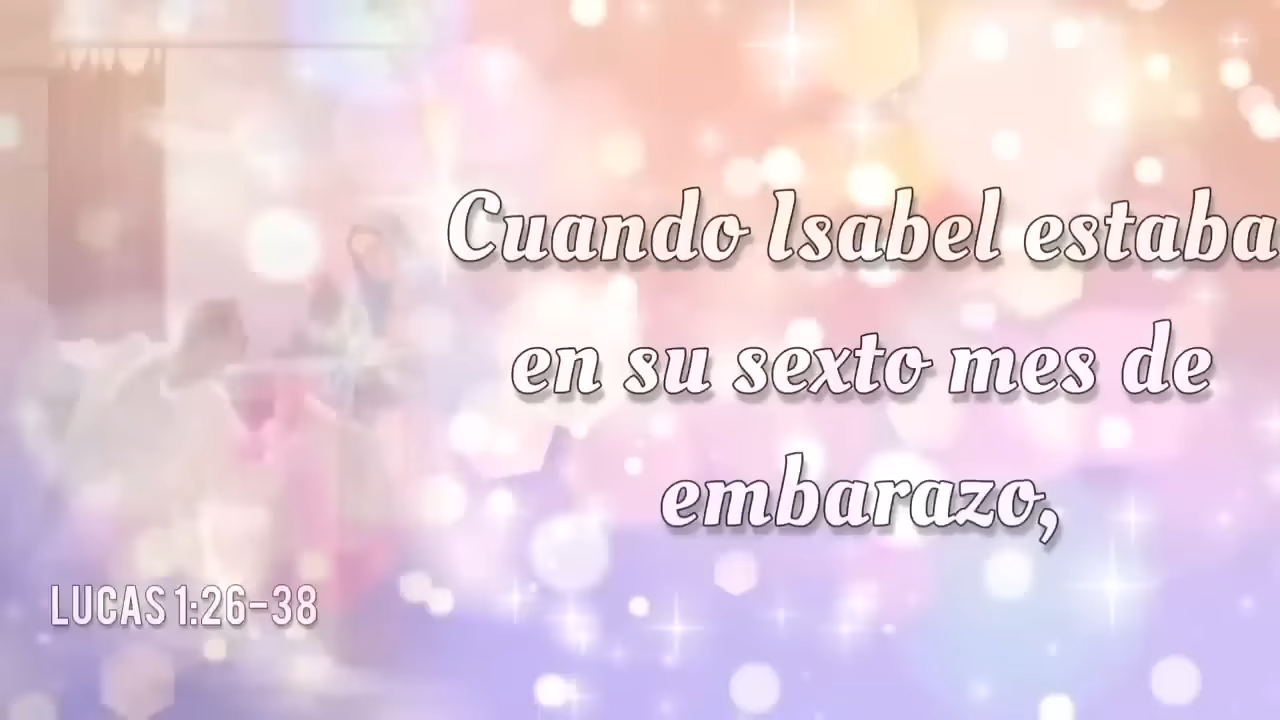 Cuando Isabel estaba
en su sexto mes de
embarazo,
LUCAS 1:26-38